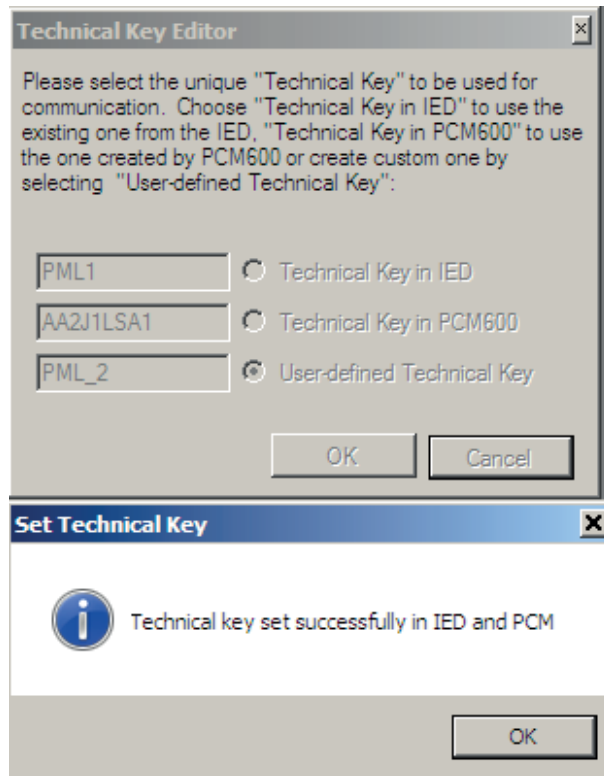 Technical Key Editor
Please select the unique "Technical Key" to be used for
communication. Choose "Technical Key in IED" to use the
existing one from the IED, "Technical Key in PCM600" to use
the one created by PCM600 or create custom one by
selecting "User-defined Technical Key":
PML1 Technical Key in IED
AA2J1LSA1 Technical Key in PCM600
PML_2 User-defined Technical Key
OK Cancel
Set Technical Key
Technical key set successfully in IED and PCM
OK